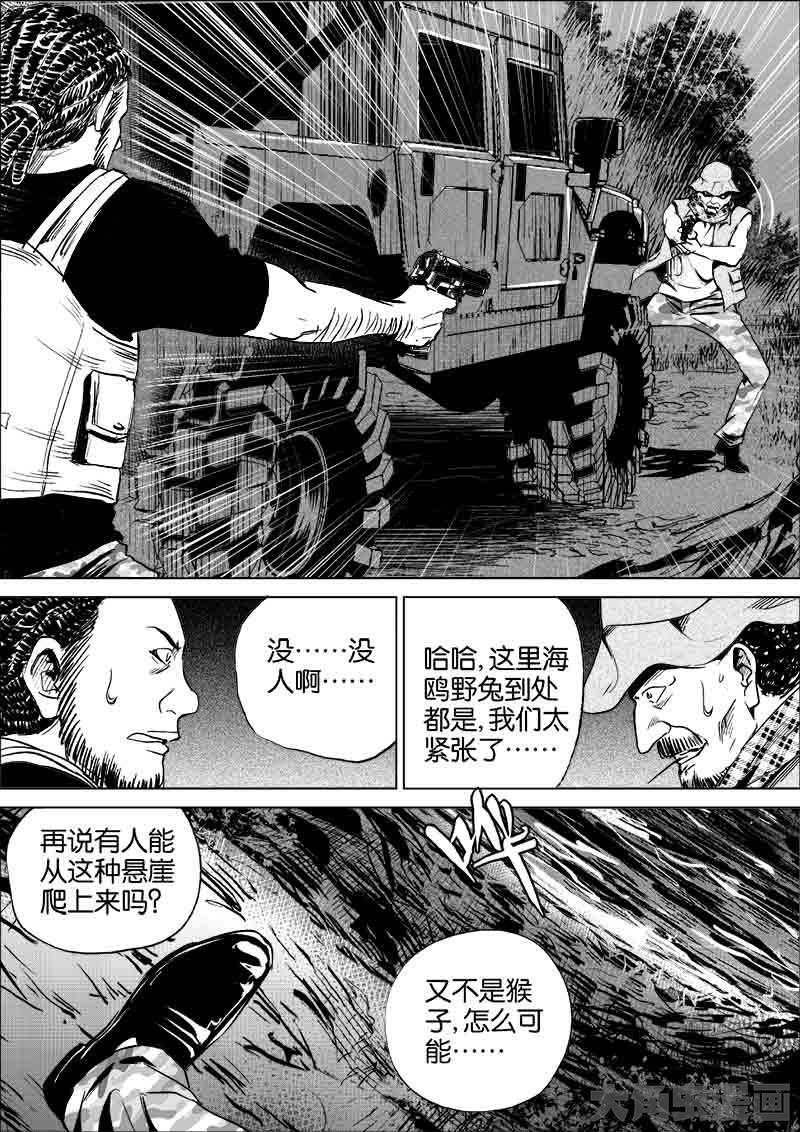 没……没
人啊……
哈哈,这里海
鸥野兔到处
都是,我们太
紧张了……
再说有人能
从这种悬崖
爬上来吗?
又不是猴
子,怎么可
能……